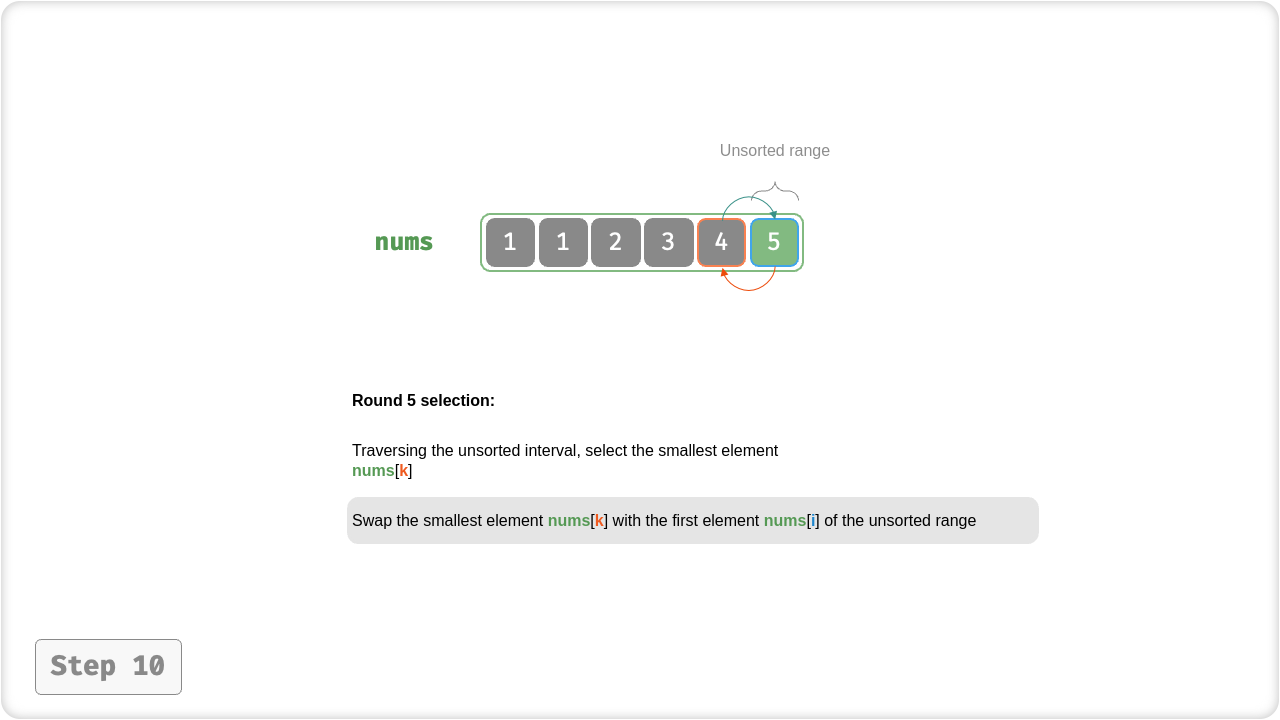 Unsorted range
nums 1 1 2 3 4 5
Round 5 selection:
Traversing the unsorted interval, select the smallest element
nums[k]
Swap the smallest element nums[k] with the first element nums[i] of the unsorted range
Step 10